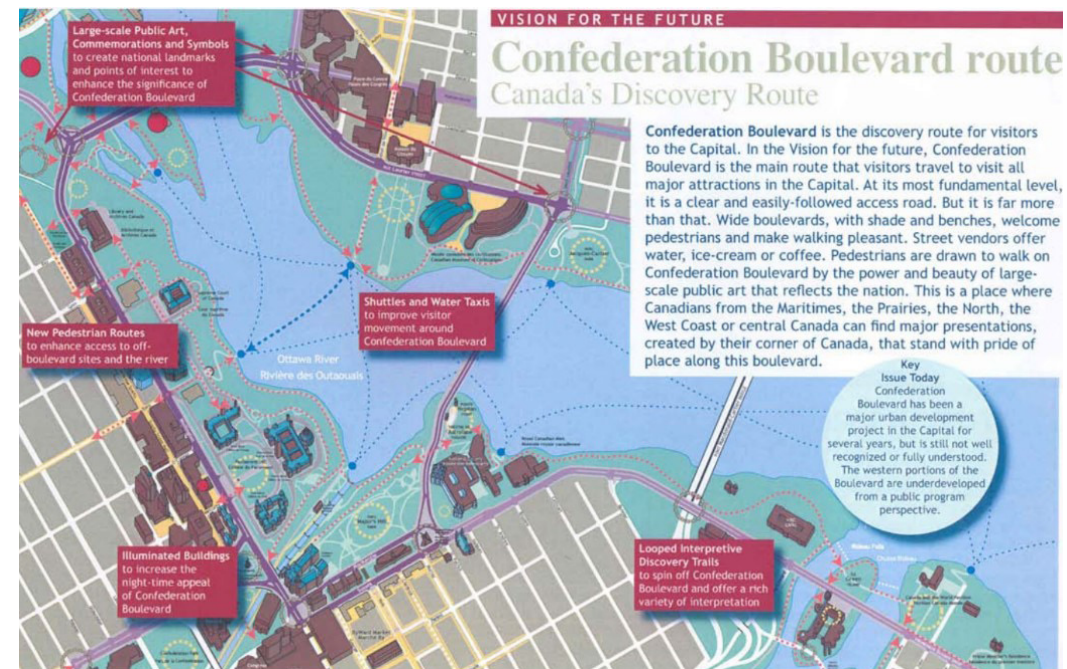 VISION FOR THE FUTURE
Confederation Boulevard route
Canada's Discovery Route
Confederation Boulevard is the discovery route for visitors
to the Capital. In the Vision for the future, Confederation
Boulevard is the main route that visitors travel to visit all
major attractions in the Capital. At its most fundamental level,
it is a clear and easily-followed access road. But it is far more
than that. Wide boulevards, with shade and benches, welcome
pedestrians and make walking pleasant. Street vendors offer
water, ice-cream or coffee. Pedestrians are drawn to walk on
Confederation Boulevard by the power and beauty of large-
scale public art that reflects the nation. This is a place where
Canadians from the Maritimes, the Prairies, the North, the
West Coast or central Canada can find major presentations,
created by their corner of Canada, that stand with pride of
place along this boulevard.
Key
Issue Today
Confederation
Boulevard has been a
major urban development
project in the Capital for
several years, but is still not well
recognized or fully understood.
The western portions of the
Boulevard are underdeveloped
from a public program
perspective.
Large-scale Public Art,
Commemorations and Symbols
to create national landmarks
and points of interest to
enhance the significance of
Confederation Boulevard
Shuttles and Water Taxis
to improve visitor
movement around
Confederation Boulevard
New Pedestrian Routes
to enhance access to off-
boulevard sites and the river
Ottawa River
Rivière des Outaouais
Illuminated Buildings
to increase the
night-time appeal
of Confederation
Boulevard
Looped Interpretive
Discovery Trails
to spin off Confederation
Boulevard and offer a rich
variety of interpretation